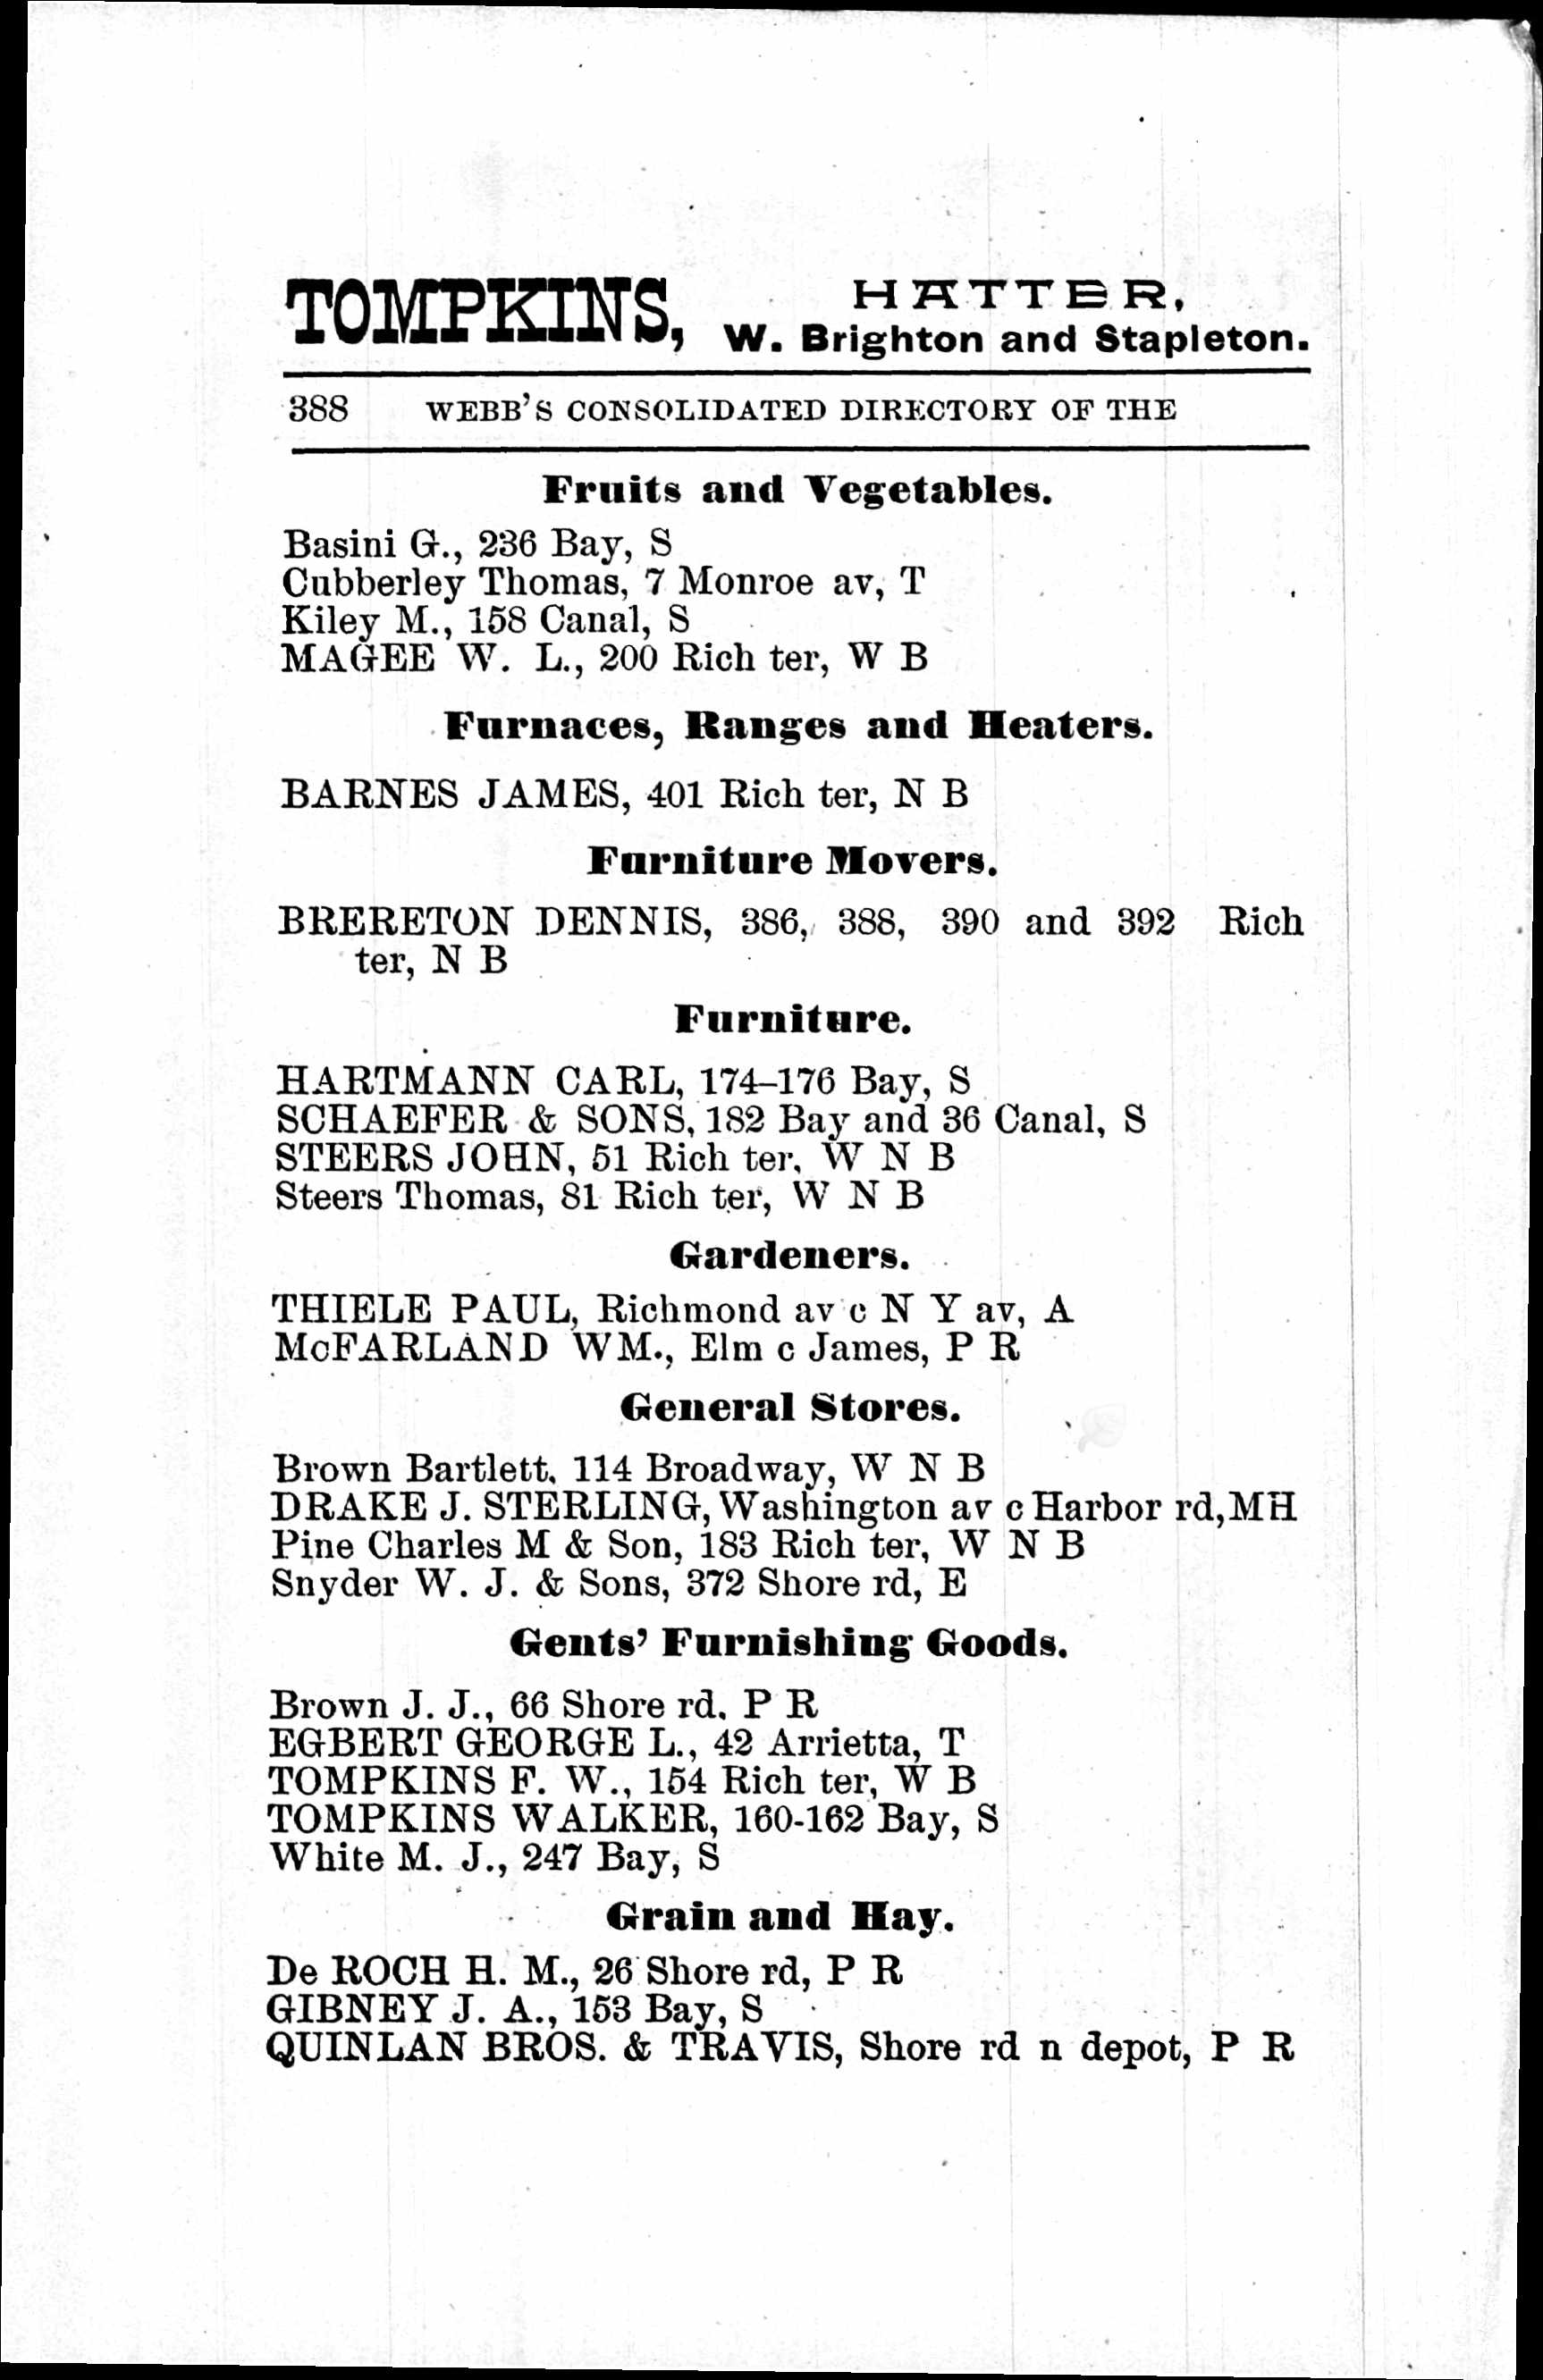 TOMPKINS, HATTER,
W. Brighton and Stapleton.
388 WEBB'S CONSOLIDATED DIRECTORY OF THE
Fruits and Vegetables.
Basini G., 236 Bay, S
Cubberley Thomas, 7 Monroe av, T
Kiley M., 158 Canal, S
MAGEE W. L., 200 Rich ter, W B
Furnaces, Ranges and Heaters.
BARNES JAMES, 401 Rich ter, N B
Furniture Movers.
BRERETON DENNIS, 386, 388, 390 and 392 Rich
ter, N B
Furniture.
HARTMANN CARL, 174–176 Bay, S
SCHAEFER & SONS, 182 Bay and 36 Canal, S
STEERS JOHN, 51 Rich ter, W N B
Steers Thomas, 81 Rich ter, W N B
Gardeners.
THIELE PAUL, Richmond av c N Y av, A
McFARLAND WM., Elm c James, P R
General Stores.
Brown Bartlett, 114 Broadway, W N B
DRAKE J. STERLING, Washington av c Harbor rd, MH
Pine Charles M & Son, 183 Rich ter, W N B
Snyder W. J. & Sons, 372 Shore rd, E
Gents' Furnishing Goods.
Brown J. J., 66 Shore rd, P R
EGBERT GEORGE L., 42 Arrietta, T
TOMPKINS F. W., 154 Rich ter, W B
TOMPKINS WALKER, 160-162 Bay, S
White M. J., 247 Bay, S
Grain and Hay.
De ROCH H. M., 26 Shore rd, P R
GIBNEY J. A., 153 Bay, S
QUINLAN BROS. & TRAVIS, Shore rd n depot, P R